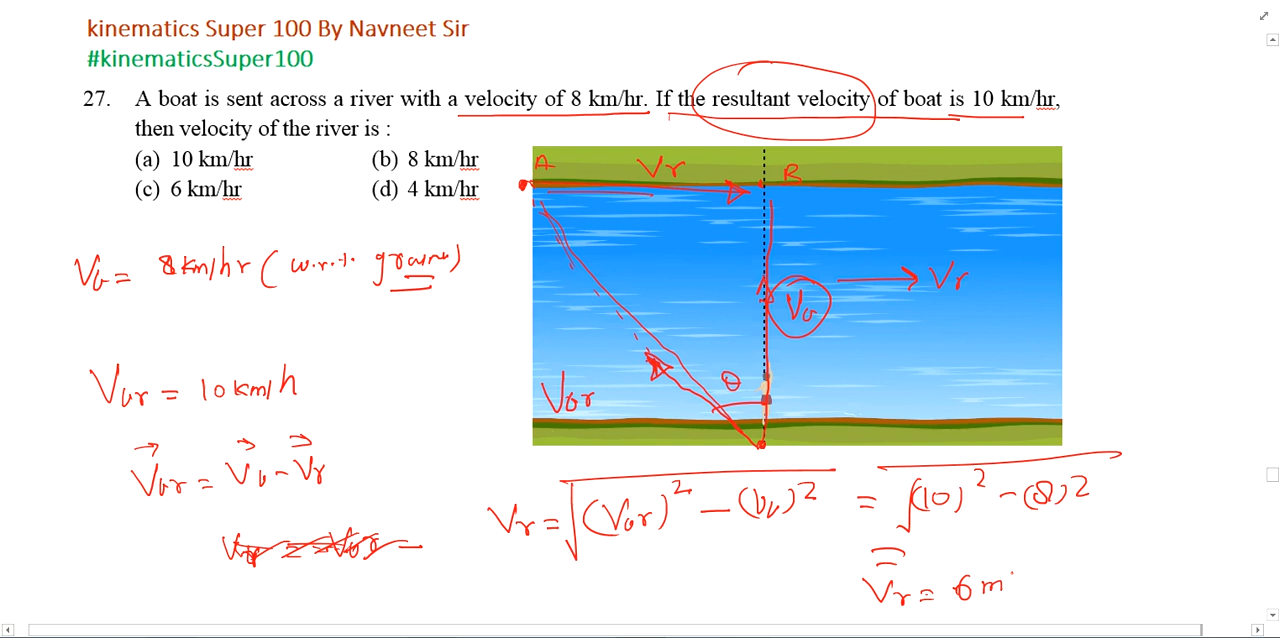 kinematics Super 100 By Navneet Sir
#kinematicsSuper100
27. A boat is sent across a river with a velocity of 8 km/hr. If the resultant velocity of boat is 10 km/hr,
then velocity of the river is :
(a) 10 km/hr (b) 8 km/hr
(c) 6 km/hr (d) 4 km/hr
A Vr B
Vb = 8 km/hr ( w.r.t.
Vb Vr
θ
Vbr = 10 km/h
Vbr
Vbr = Vb - Vr
Vr = √(Vbr)² - (Vb)² = √(10)² - (8)²
=
Vr = 6 m